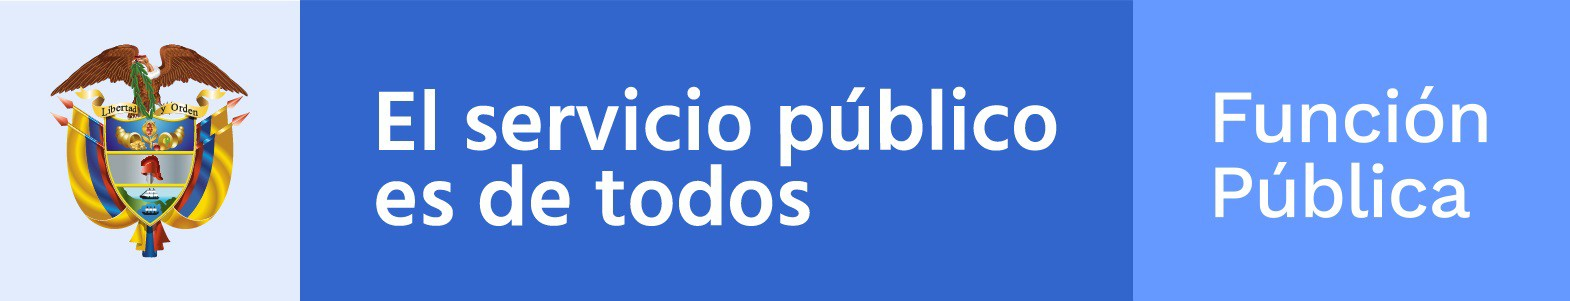 Libertad y Orden
El servicio público
es de todos
Función
Pública